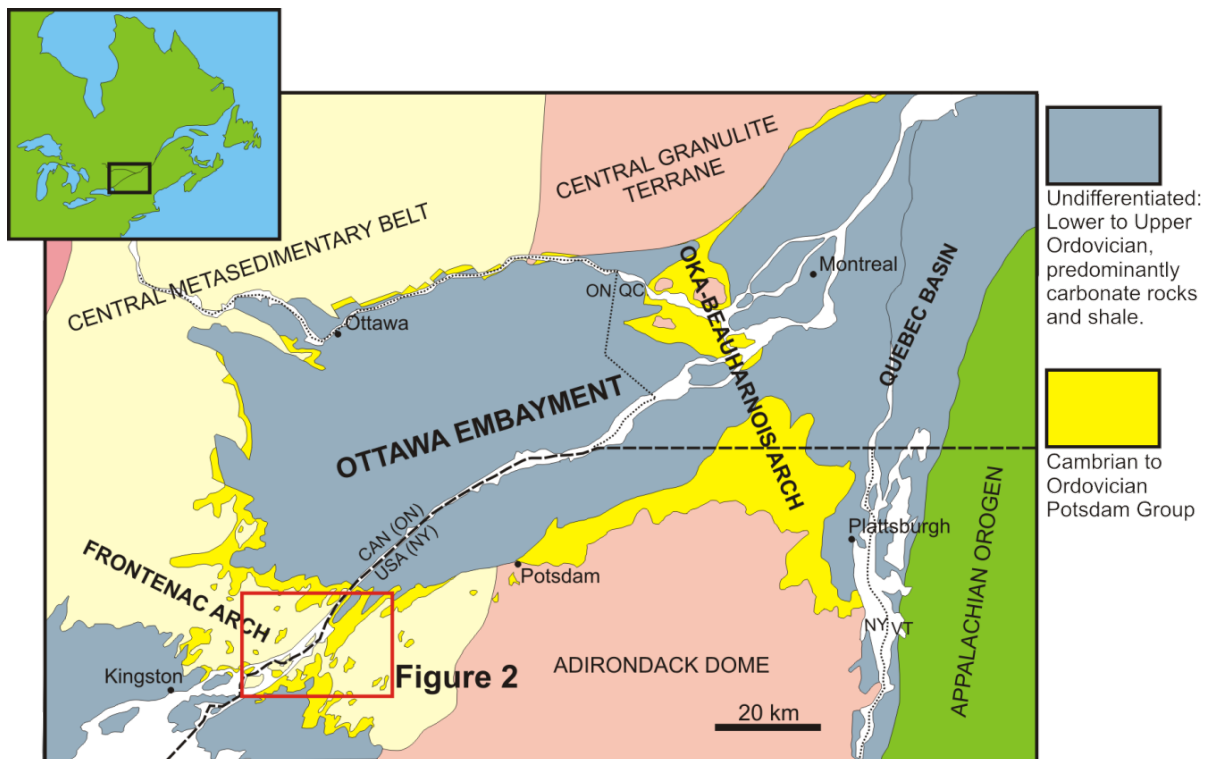 CENTRAL GRANULITE
TERRANE
CENTRAL METASEDIMENTARY BELT
Undifferentiated:
Lower to Upper
Ordovician,
predominantly
carbonate rocks
and shale.
OKA-BEAUHARNOIS ARCH
Montreal
ON
QC
QUEBEC BASIN
Ottawa
OTTAWA EMBAYMENT
Cambrian to
Ordovician
Potsdam Group
CAN (ON)
USA (NY)
Plattsburgh
FRONTENAC ARCH
Potsdam
APPALACHIAN OROGEN
NY
VT
Kingston
Figure 2
ADIRONDACK DOME
20 km